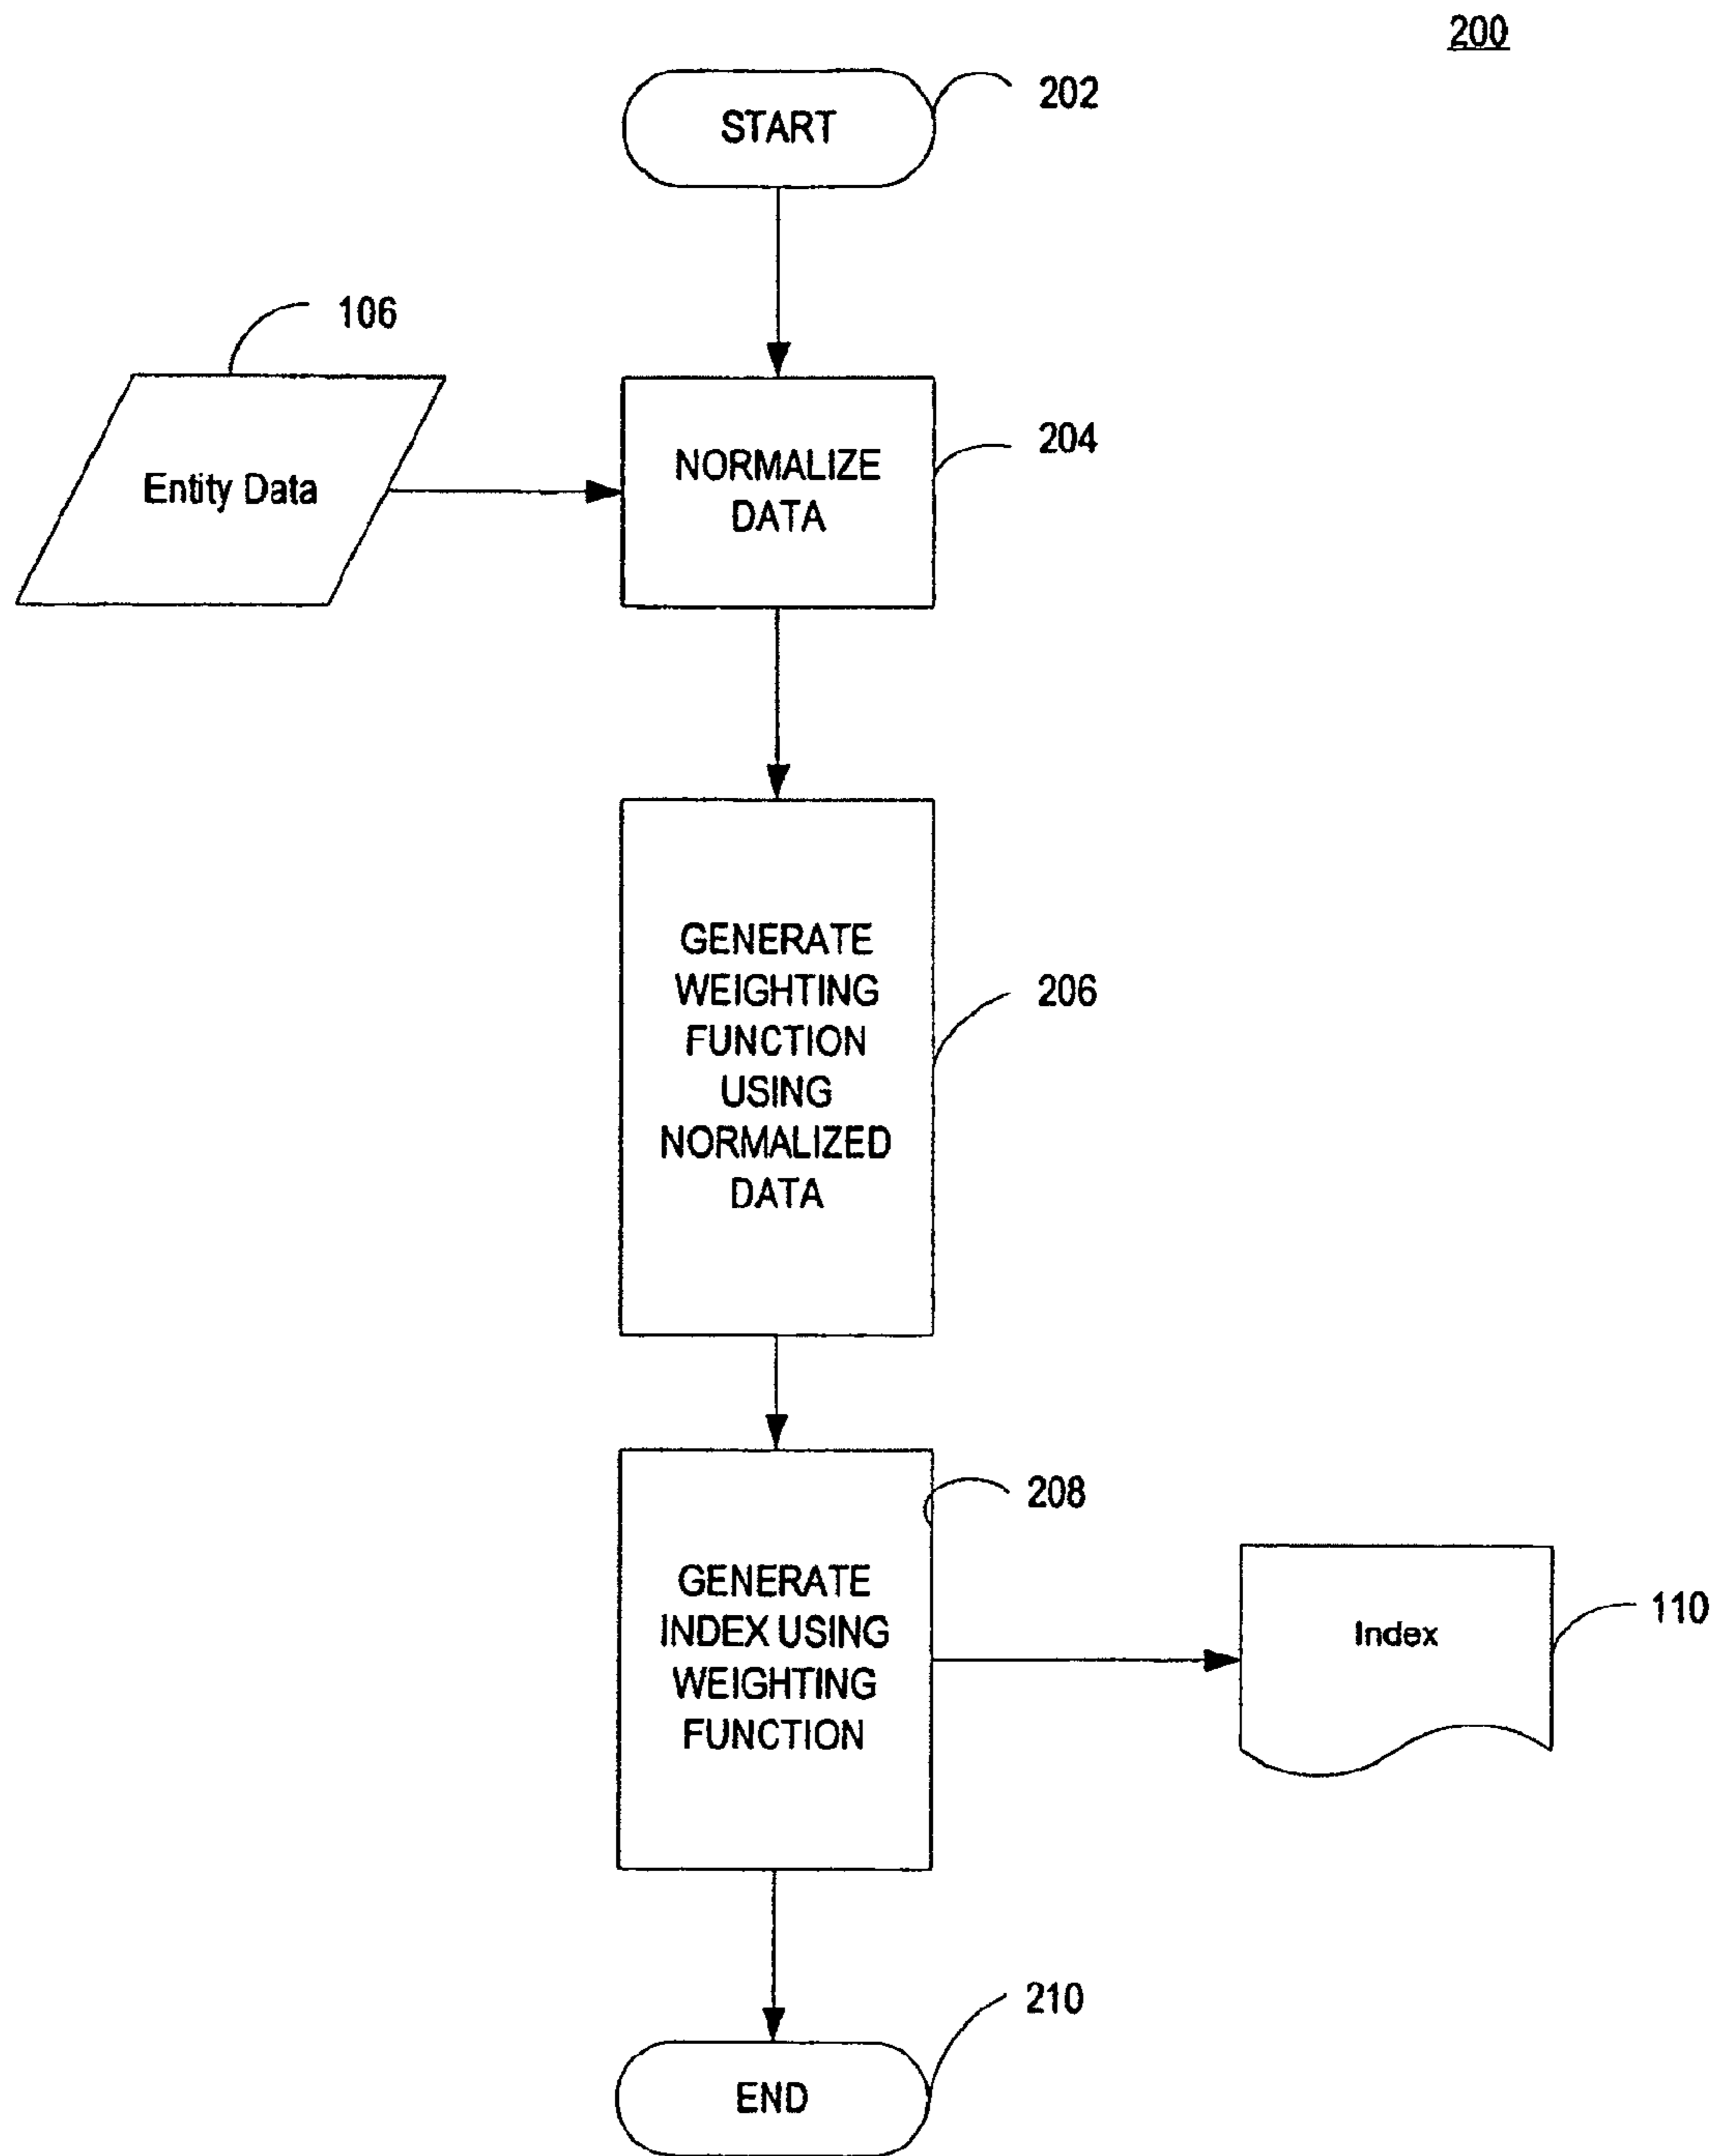 200
START
202
106
Entity Data
NORMALIZE
DATA
204
GENERATE
WEIGHTING
FUNCTION
USING
NORMALIZED
DATA
206
208
GENERATE
INDEX USING
WEIGHTING
FUNCTION
Index
110
210
END